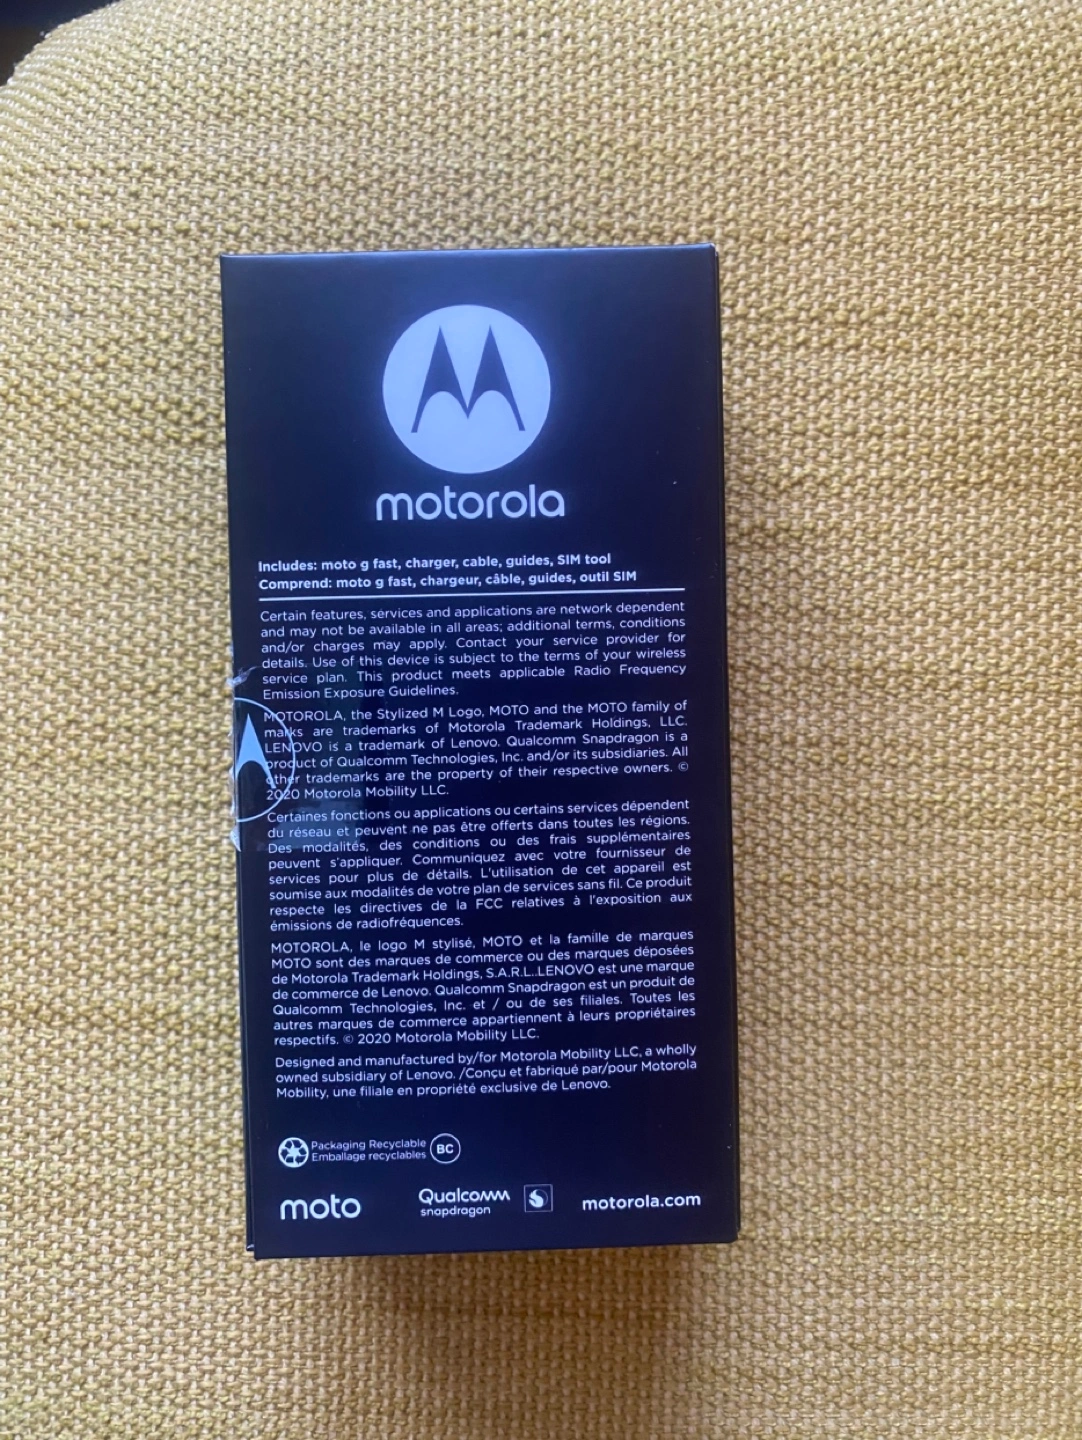 motorola
Includes: moto g fast, charger, cable, guides, SIM tool
Comprend: moto g fast, chargeur, câble, guides, outil SIM
Certain features, services and applications are network dependent
and may not be available in all areas; additional terms, conditions
and/or charges may apply. Contact your service provider for
details. Use of this device is subject to the terms of your wireless
service plan. This product meets applicable Radio Frequency
Emission Exposure Guidelines.
MOTOROLA, the Stylized M Logo, MOTO and the MOTO family of
marks are trademarks of Motorola Trademark Holdings, LLC.
LENOVO is a trademark of Lenovo. Qualcomm Snapdragon is a
product of Qualcomm Technologies, Inc. and/or its subsidiaries. All
other trademarks are the property of their respective owners. ©
2020 Motorola Mobility LLC.
Certaines fonctions ou applications ou certains services dépendent
du réseau et peuvent ne pas être offerts dans toutes les régions.
Des modalités, des conditions ou des frais supplémentaires
peuvent s'appliquer. Communiquez avec votre fournisseur de
services pour plus de détails. L'utilisation de cet appareil est
soumise aux modalités de votre plan de services sans fil. Ce produit
respecte les directives de la FCC relatives à l'exposition aux
émissions de radiofréquences.
MOTOROLA, le logo M stylisé, MOTO et la famille de marques
MOTO sont des marques de commerce ou des marques déposées
de Motorola Trademark Holdings, S.A.R.L..LENOVO est une marque
de commerce de Lenovo. Qualcomm Snapdragon est un produit de
Qualcomm Technologies, Inc. et / ou de ses filiales. Toutes les
autres marques de commerce appartiennent à leurs propriétaires
respectifs. © 2020 Motorola Mobility LLC.
Designed and manufactured by/for Motorola Mobility LLC, a wholly
owned subsidiary of Lenovo. /Conçu et fabriqué par/pour Motorola
Mobility, une filiale en propriété exclusive de Lenovo.
Packaging Recyclable
Emballage recyclables
BC
moto
Qualcomm
snapdragon
motorola.com